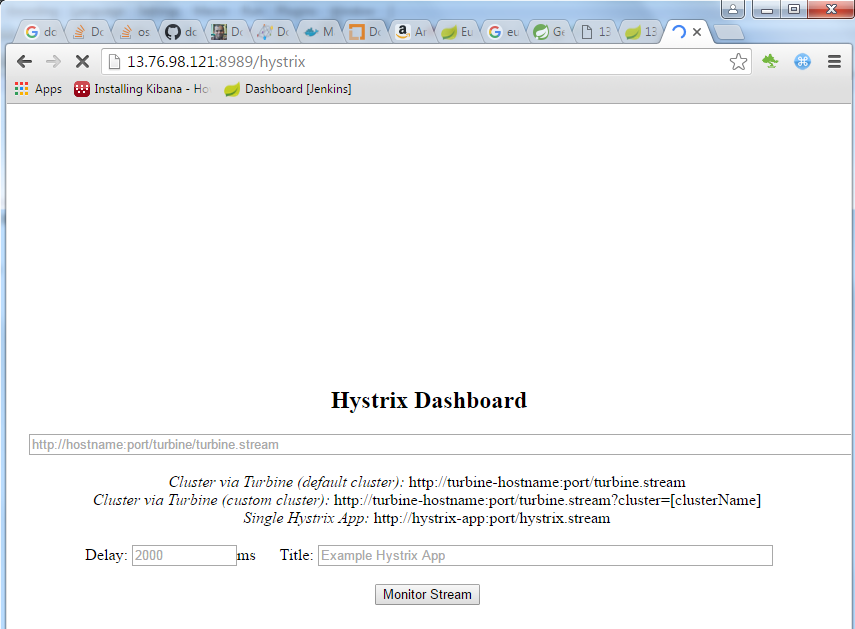 dc
Dc
os
dc
Dc
Dc
M
Dc
Ar
Eu
eu
Ge
13
13
13.76.98.121:8989/hystrix
Apps
Installing Kibana - Ho
Dashboard [Jenkins]
Hystrix Dashboard
http://hostname:port/turbine/turbine.stream
Cluster via Turbine (default cluster): http://turbine-hostname:port/turbine.stream
Cluster via Turbine (custom cluster): http://turbine-hostname:port/turbine.stream?cluster=[clusterName]
Single Hystrix App: http://hystrix-app:port/hystrix.stream
Delay: 2000 ms Title: Example Hystrix App
Monitor Stream